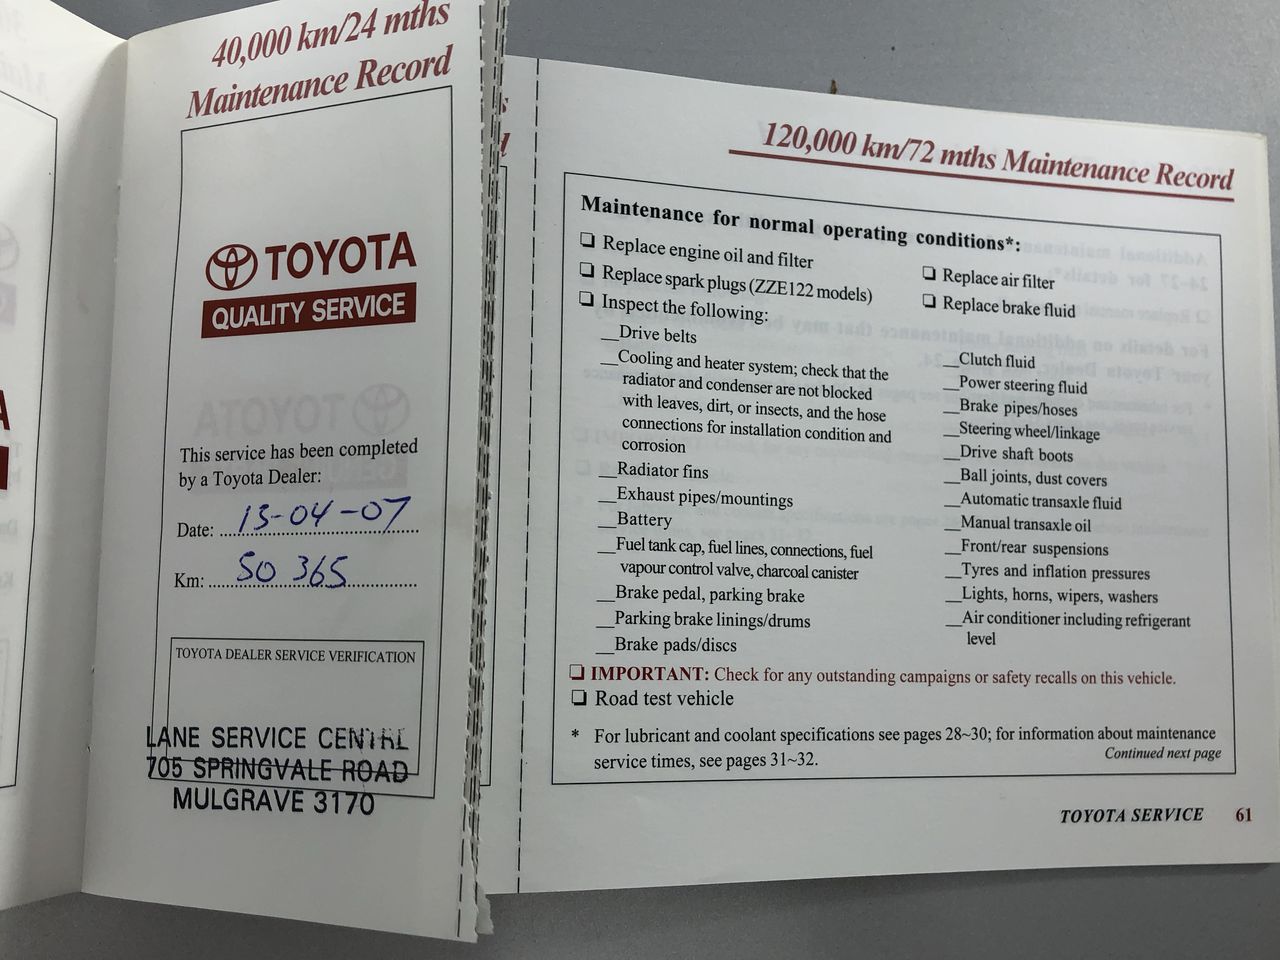 40,000 km/24 mths
Maintenance Record
TOYOTA
QUALITY SERVICE
This service has been completed
by a Toyota Dealer:
Date: 13-04-07
Km: 50 365
TOYOTA DEALER SERVICE VERIFICATION
LANE SERVICE CENTRL
705 SPRINGVALE ROAD
MULGRAVE 3170
120,000 km/72 mths Maintenance Record
Maintenance for normal operating conditions*:
❏ Replace engine oil and filter
❏ Replace spark plugs (ZZE122 models)
❏ Inspect the following:
__Drive belts
__Cooling and heater system; check that the
radiator and condenser are not blocked
with leaves, dirt, or insects, and the hose
connections for installation condition and
corrosion
__Radiator fins
__Exhaust pipes/mountings
__Battery
__Fuel tank cap, fuel lines, connections, fuel
vapour control valve, charcoal canister
__Brake pedal, parking brake
__Parking brake linings/drums
__Brake pads/discs
❏ Replace air filter
❏ Replace brake fluid
__Clutch fluid
__Power steering fluid
__Brake pipes/hoses
__Steering wheel/linkage
__Drive shaft boots
__Ball joints, dust covers
__Automatic transaxle fluid
__Manual transaxle oil
__Front/rear suspensions
__Tyres and inflation pressures
__Lights, horns, wipers, washers
__Air conditioner including refrigerant
level
❏ IMPORTANT: Check for any outstanding campaigns or safety recalls on this vehicle.
❏ Road test vehicle
* For lubricant and coolant specifications see pages 28~30; for information about maintenance
service times, see pages 31~32.
Continued next page
TOYOTA SERVICE 61